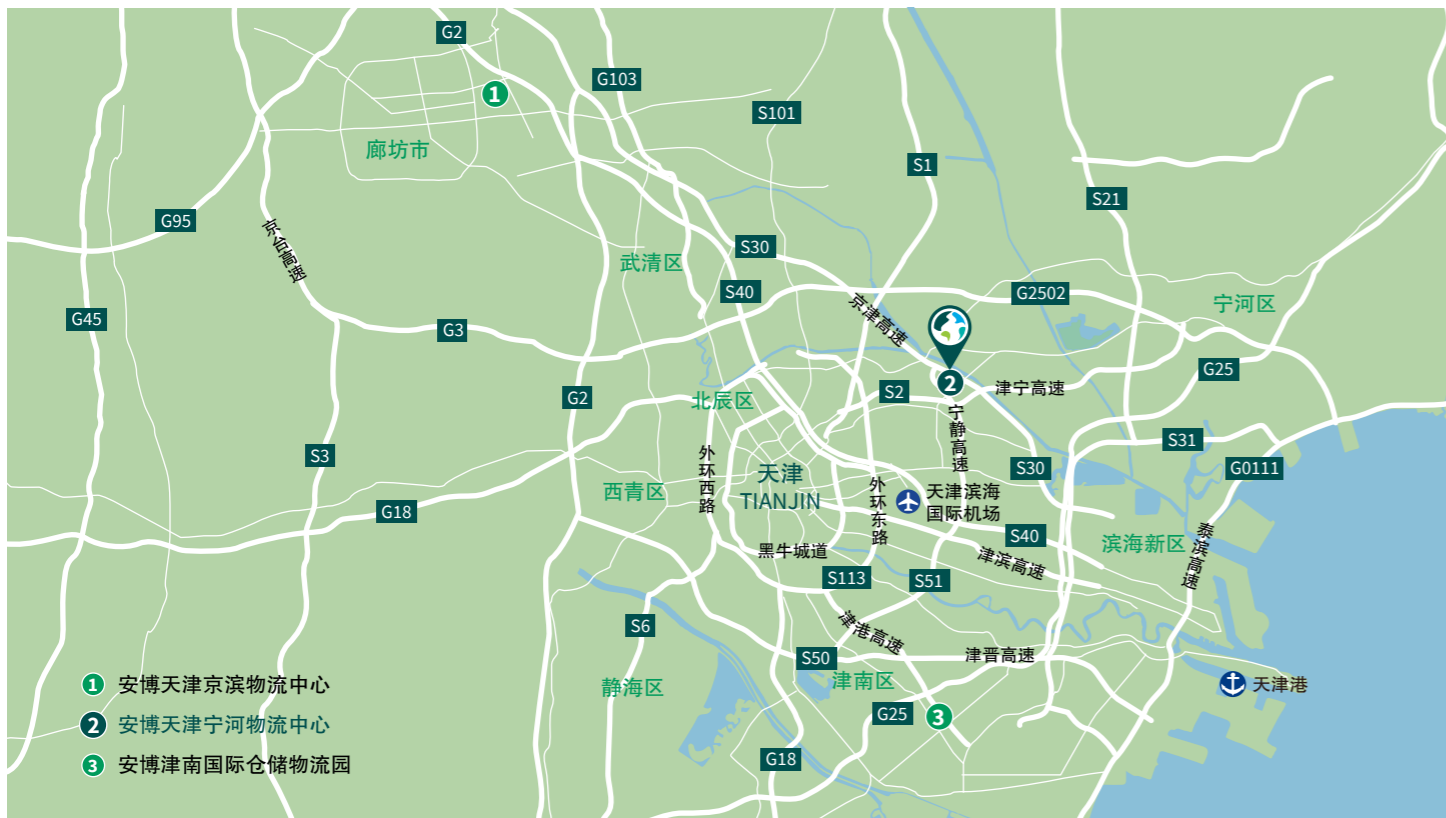 G2
G103
1
S101
廊坊市
S1
S21
G95
京台高速
武清区
S30
S40
G2502
宁河区
京津高速
G45
G3
G25
2
津宁高速
S2
G2
北辰区
宁静高速
S31
S3
外环西路
天津
TIANJIN
S30
G0111
西青区
外环东路
天津滨海
国际机场
G18
S40
滨海新区
泰滨高速
黑牛城道
津滨高速
S113
S51
S6
津港高速
S50
津晋高速
静海区
津南区
天津港
G25
3
G18
1 安博天津京滨物流中心
2 安博天津宁河物流中心
3 安博津南国际仓储物流园